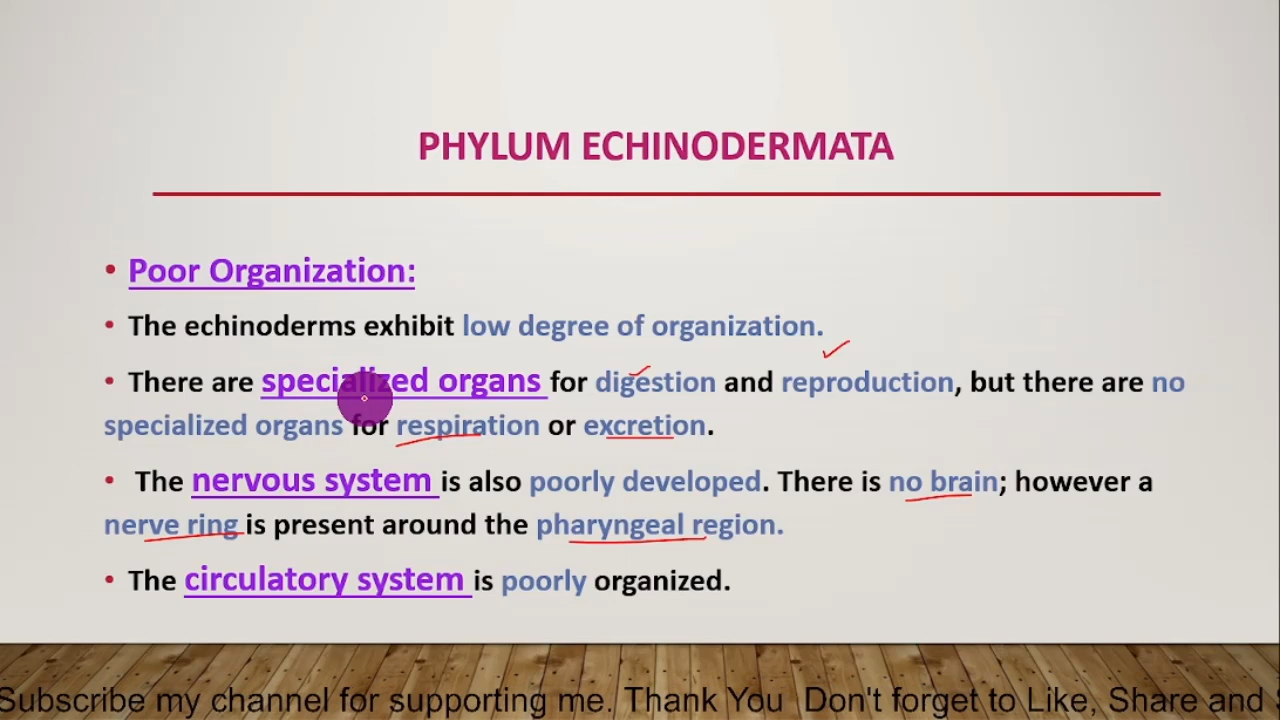 PHYLUM ECHINODERMATA
• Poor Organization:
• The echinoderms exhibit low degree of organization.
• There are specialized organs for digestion and reproduction, but there are no
specialized organs for respiration or excretion.
• The nervous system is also poorly developed. There is no brain; however a
nerve ring is present around the pharyngeal region.
• The circulatory system is poorly organized.
Subscribe my channel for supporting me. Thank You Don't forget to Like, Share and